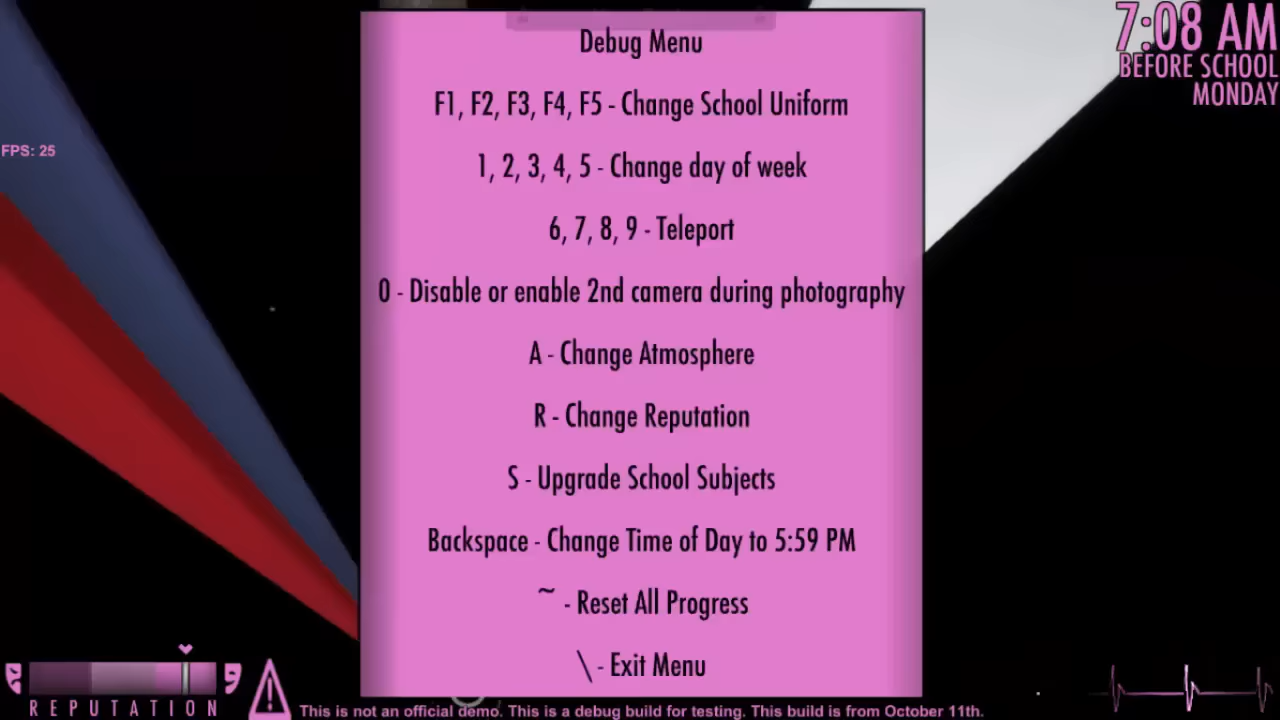 7:08 AM
BEFORE SCHOOL
MONDAY
FPS: 25
Debug Menu
F1, F2, F3, F4, F5 - Change School Uniform
1, 2, 3, 4, 5 - Change day of week
6, 7, 8, 9 - Teleport
0 - Disable or enable 2nd camera during photography
A - Change Atmosphere
R - Change Reputation
S - Upgrade School Subjects
Backspace - Change Time of Day to 5:59 PM
~ - Reset All Progress
\ - Exit Menu
REPUTATION
This is not an official demo. This is a debug build for testing. This build is from October 11th.